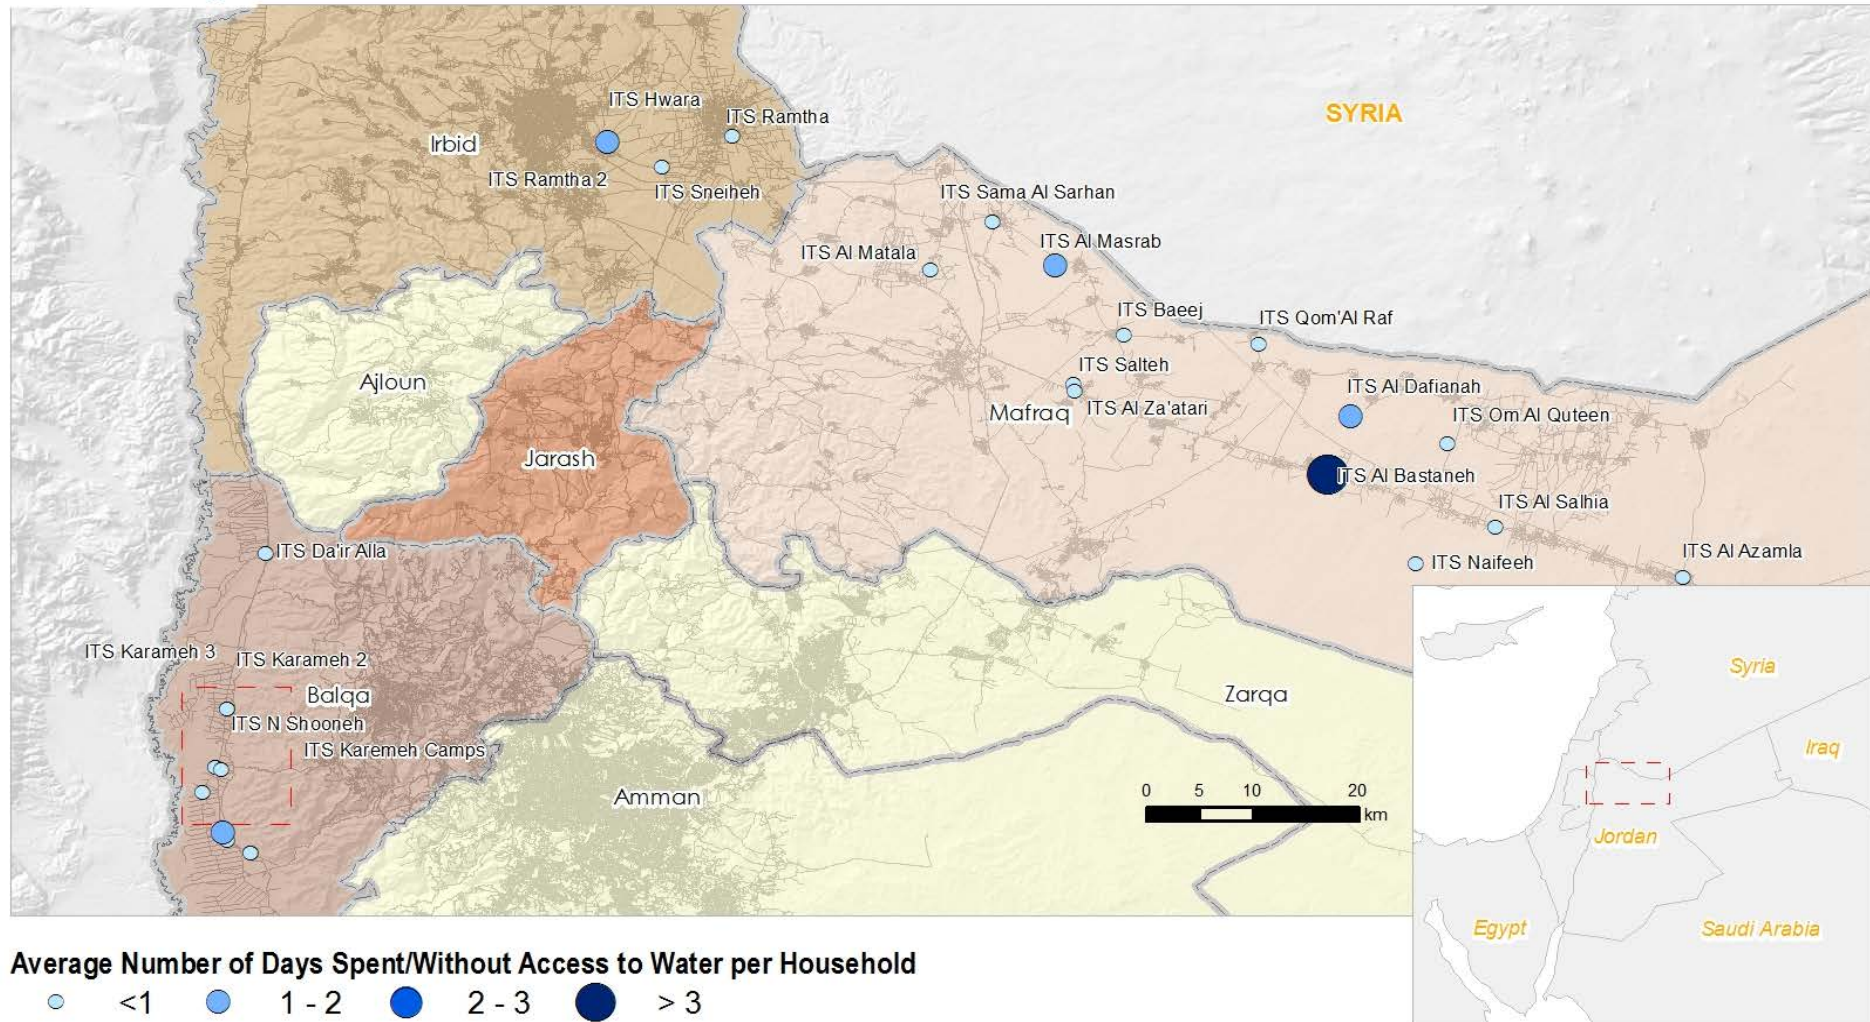 ITS Hwara
ITS Ramtha
SYRIA
Irbid
ITS Ramtha 2
ITS Sneiheh
ITS Sama Al Sarhan
ITS Al Matala
ITS Al Masrab
ITS Baeej
ITS Qom'Al Raf
ITS Salteh
Ajloun
ITS Al Dafianah
Mafraq
ITS Al Za'atari
ITS Om Al Quteen
Jarash
ITS Al Bastaneh
ITS Al Salhia
ITS Da'ir Alla
ITS Naifeeh
ITS Al Azamla
ITS Karameh 3
ITS Karameh 2
Balqa
Zarqa
ITS N Shooneh
ITS Karemeh Camps
Amman
0 5 10 20
km
Syria
Iraq
Jordan
Egypt
Saudi Arabia
Average Number of Days Spent/Without Access to Water per Household
<1 1 - 2 2 - 3 > 3